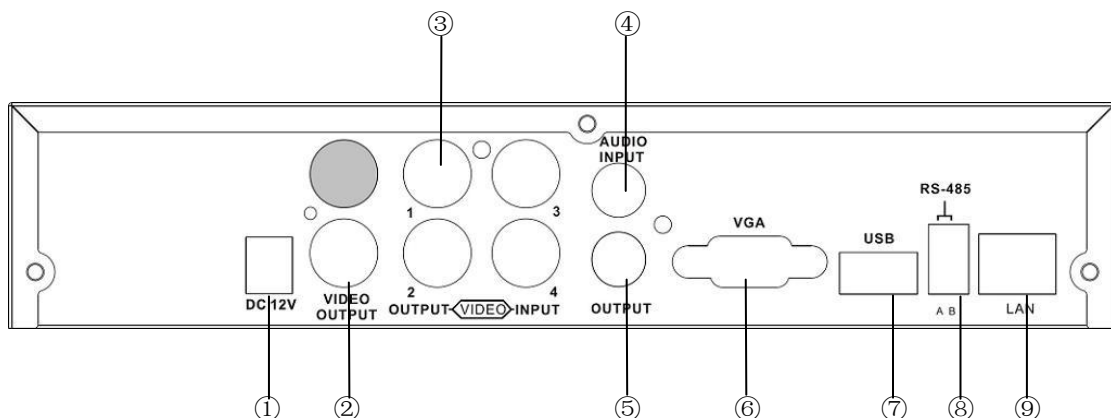 ③ ④
AUDIO
INPUT
RS-485
1 3
VGA
USB
DC 12V
VIDEO
OUTPUT
2 4
OUTPUT VIDEO INPUT
OUTPUT
A B
LAN
① ② ⑤ ⑥ ⑦ ⑧ ⑨